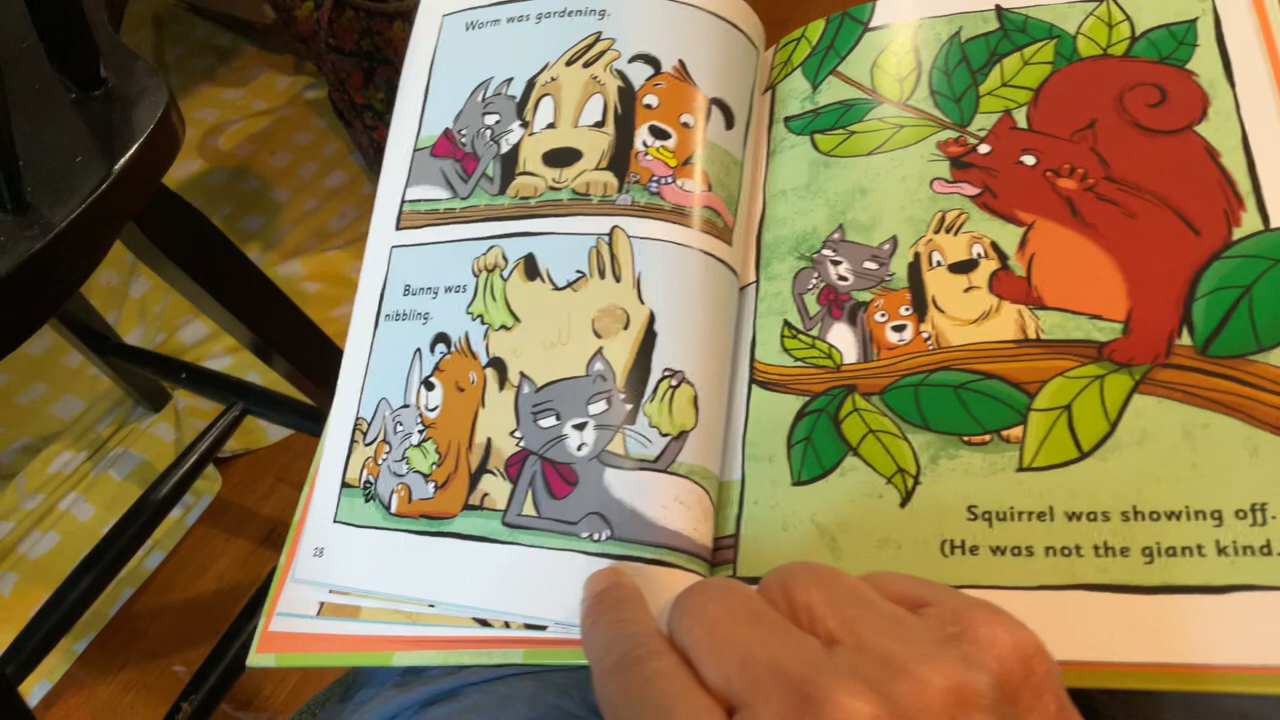 Worm was gardening.
Bunny was
nibbling.
28
Squirrel was showing off.
(He was not the giant kind.